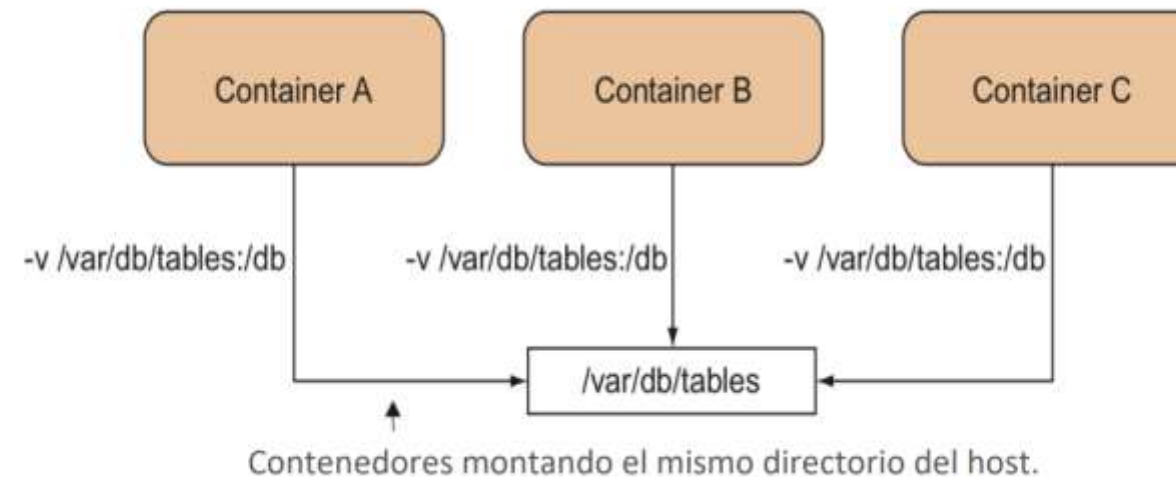 Container A
Container B
Container C
-v /var/db/tables:/db
-v /var/db/tables:/db
-v /var/db/tables:/db
/var/db/tables
Contenedores montando el mismo directorio del host.